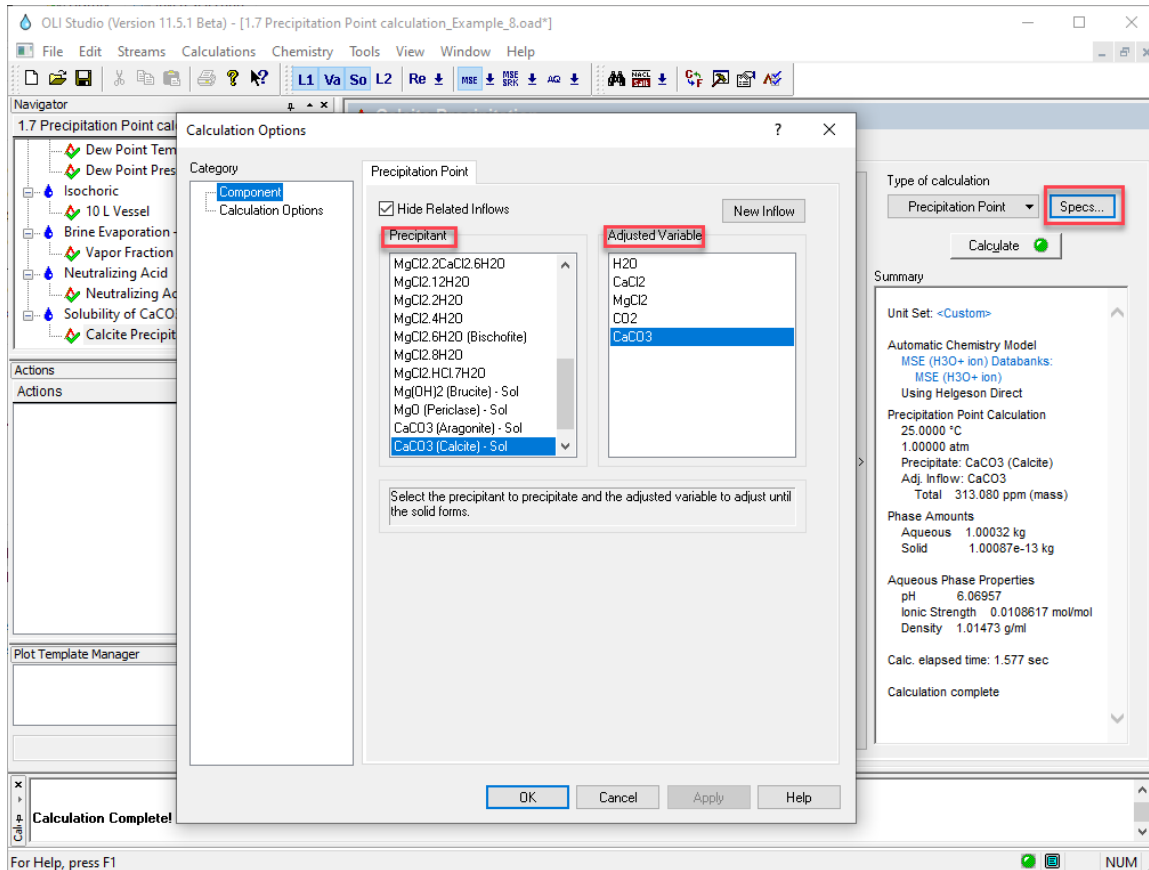 OLI Studio (Version 11.5.1 Beta) - [1.7 Precipitation Point calculation_Example_8.oad*]
File Edit Streams Calculations Chemistry Tools View Window Help
L1 Va So L2 Re MSE MSE SRK AQ
Navigator
1.7 Precipitation Point cal
Dew Point Tem
Dew Point Pres
Isochoric
10 L Vessel
Brine Evaporation -
Vapor Fraction
Neutralizing Acid
Neutralizing Ac
Solubility of CaCO
Calcite Precipit
Actions
Actions
Plot Template Manager
Calculation Options ?
Category
Component
Calculation Options
Precipitation Point
Hide Related Inflows
New Inflow
Precipitant
MgCl2.2CaCl2.6H2O
MgCl2.12H2O
MgCl2.2H2O
MgCl2.4H2O
MgCl2.6H2O (Bischofite)
MgCl2.8H2O
MgCl2.HCl.7H2O
Mg(OH)2 (Brucite) - Sol
MgO (Periclase) - Sol
CaCO3 (Aragonite) - Sol
CaCO3 (Calcite) - Sol
Adjusted Variable
H2O
CaCl2
MgCl2
CO2
CaCO3
Select the precipitant to precipitate and the adjusted variable to adjust until
the solid forms.
OK Cancel Apply Help
Type of calculation
Precipitation Point Specs...
Calculate
Summary
Unit Set: <Custom>
Automatic Chemistry Model
MSE (H3O+ ion) Databanks:
MSE (H3O+ ion)
Using Helgeson Direct
Precipitation Point Calculation
25.0000 °C
1.00000 atm
Precipitate: CaCO3 (Calcite)
Adj. Inflow: CaCO3
Total 313.080 ppm (mass)
Phase Amounts
Aqueous 1.00032 kg
Solid 1.00087e-13 kg
Aqueous Phase Properties
pH 6.06957
Ionic Strength 0.0108617 mol/mol
Density 1.01473 g/ml
Calc. elapsed time: 1.577 sec
Calculation complete
Calculation Complete!
For Help, press F1
NUM